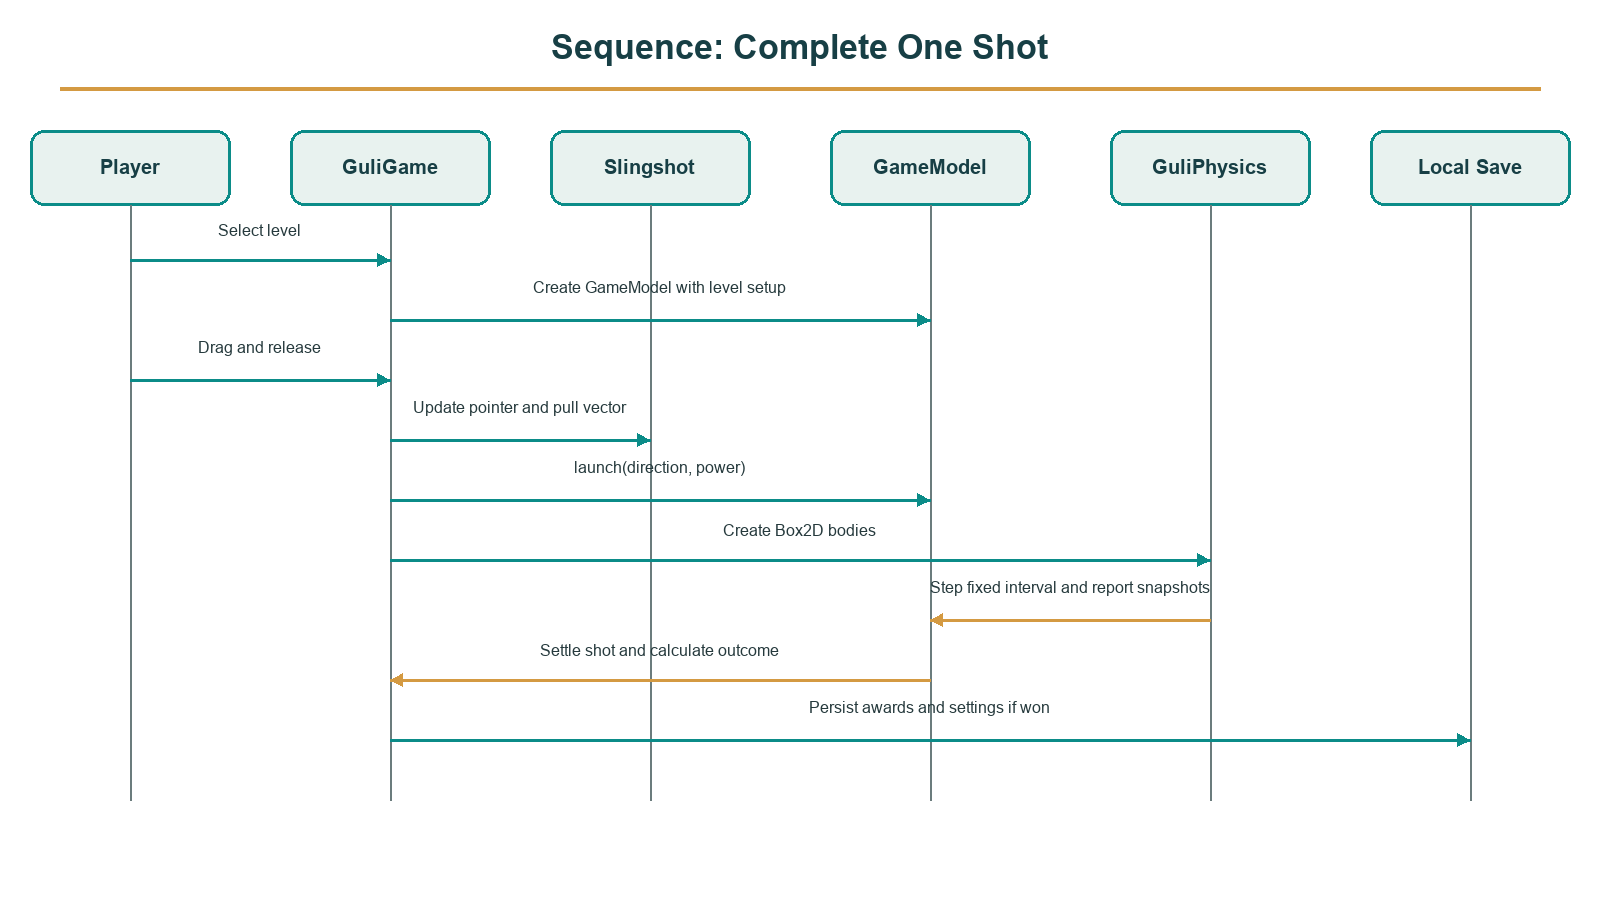 Sequence: Complete One Shot
Player
GuliGame
Slingshot
GameModel
GuliPhysics
Local Save
Select level
Create GameModel with level setup
Drag and release
Update pointer and pull vector
launch(direction, power)
Create Box2D bodies
Step fixed interval and report snapshots
Settle shot and calculate outcome
Persist awards and settings if won